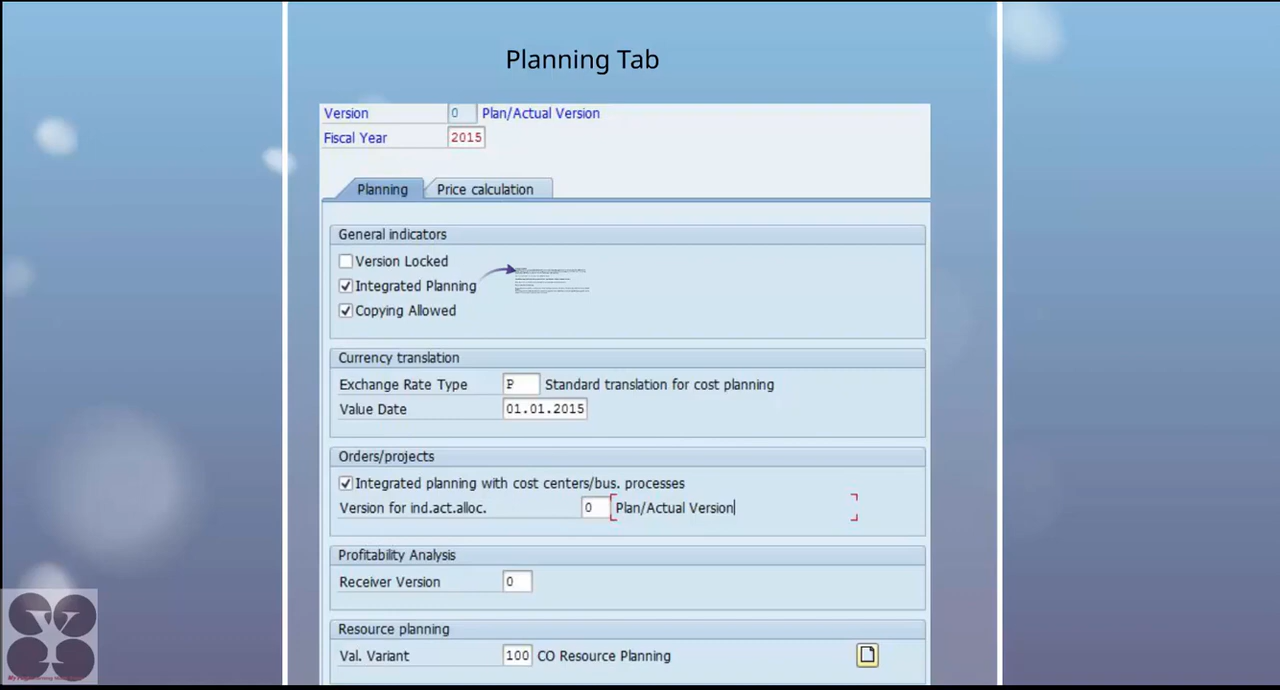 Planning Tab
Version 0 Plan/Actual Version
Fiscal Year 2015
Planning Price calculation
General indicators
Version Locked
Integrated Planning
Copying Allowed
Currency translation
Exchange Rate Type P Standard translation for cost planning
Value Date 01.01.2015
Orders/projects
Integrated planning with cost centers/bus. processes
Version for ind.act.alloc. 0 Plan/Actual Version
Profitability Analysis
Receiver Version 0
Resource planning
Val. Variant 100 CO Resource Planning
Y